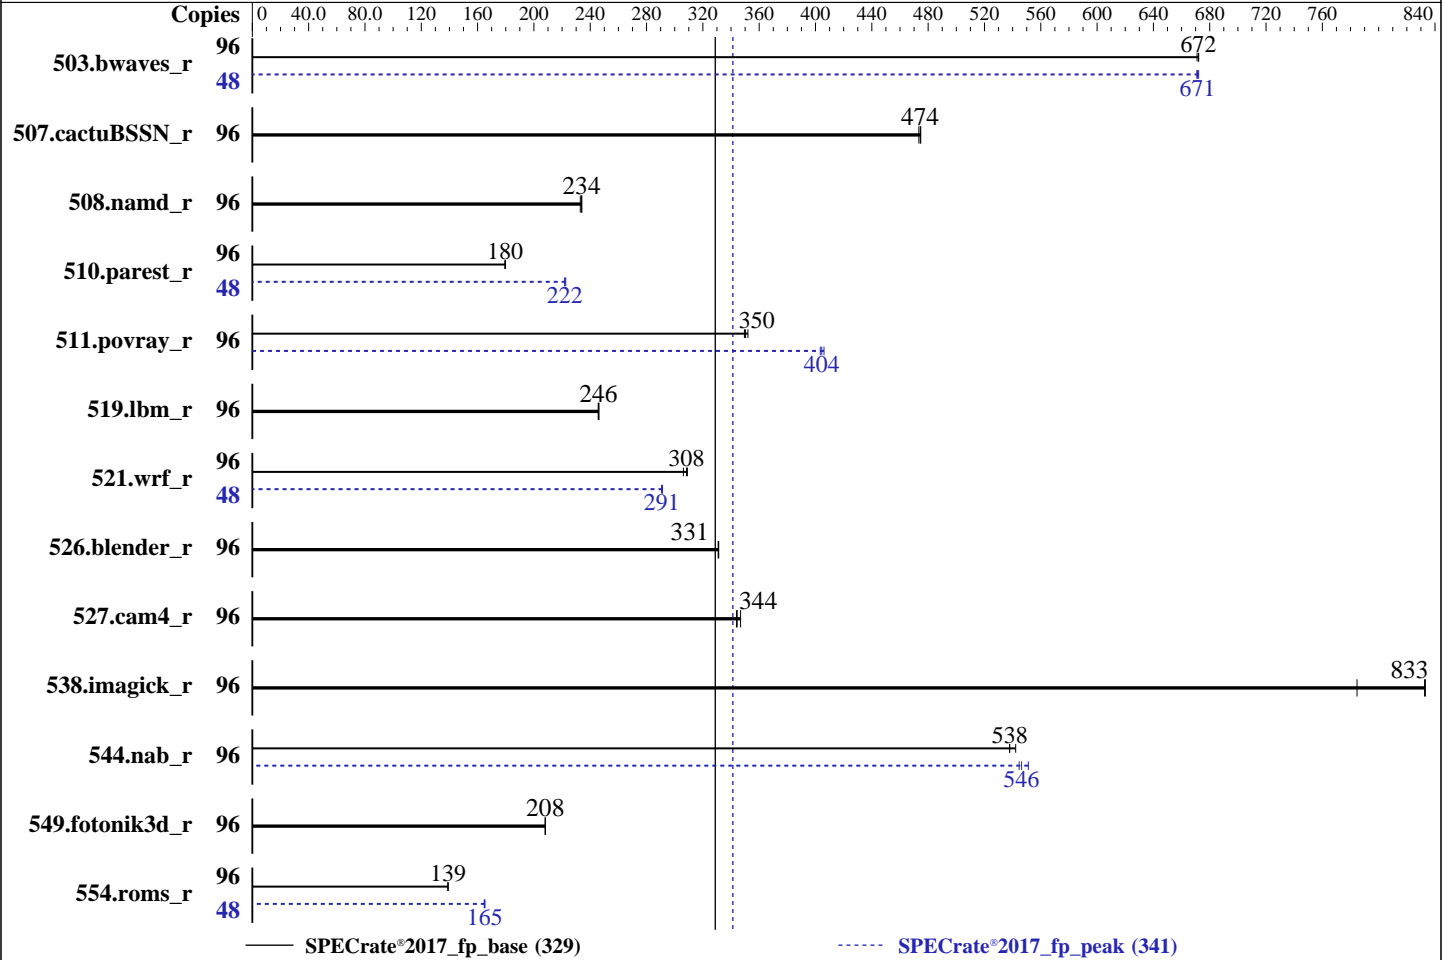 Copies 0 40.0 80.0 120 160 200 240 280 320 360 400 440 480 520 560 600 640 680 720 760 840
503.bwaves_r 96 672
48 671
507.cactuBSSN_r 96 474
508.namd_r 96 234
510.parest_r 96 180
48 222
511.povray_r 96 350
404
519.lbm_r 96 246
521.wrf_r 96 308
48 291
526.blender_r 96 331
527.cam4_r 96 344
538.imagick_r 96 833
544.nab_r 96 538
546
549.fotonik3d_r 96 208
554.roms_r 96 139
48 165
SPECrate®2017_fp_base (329) SPECrate®2017_fp_peak (341)